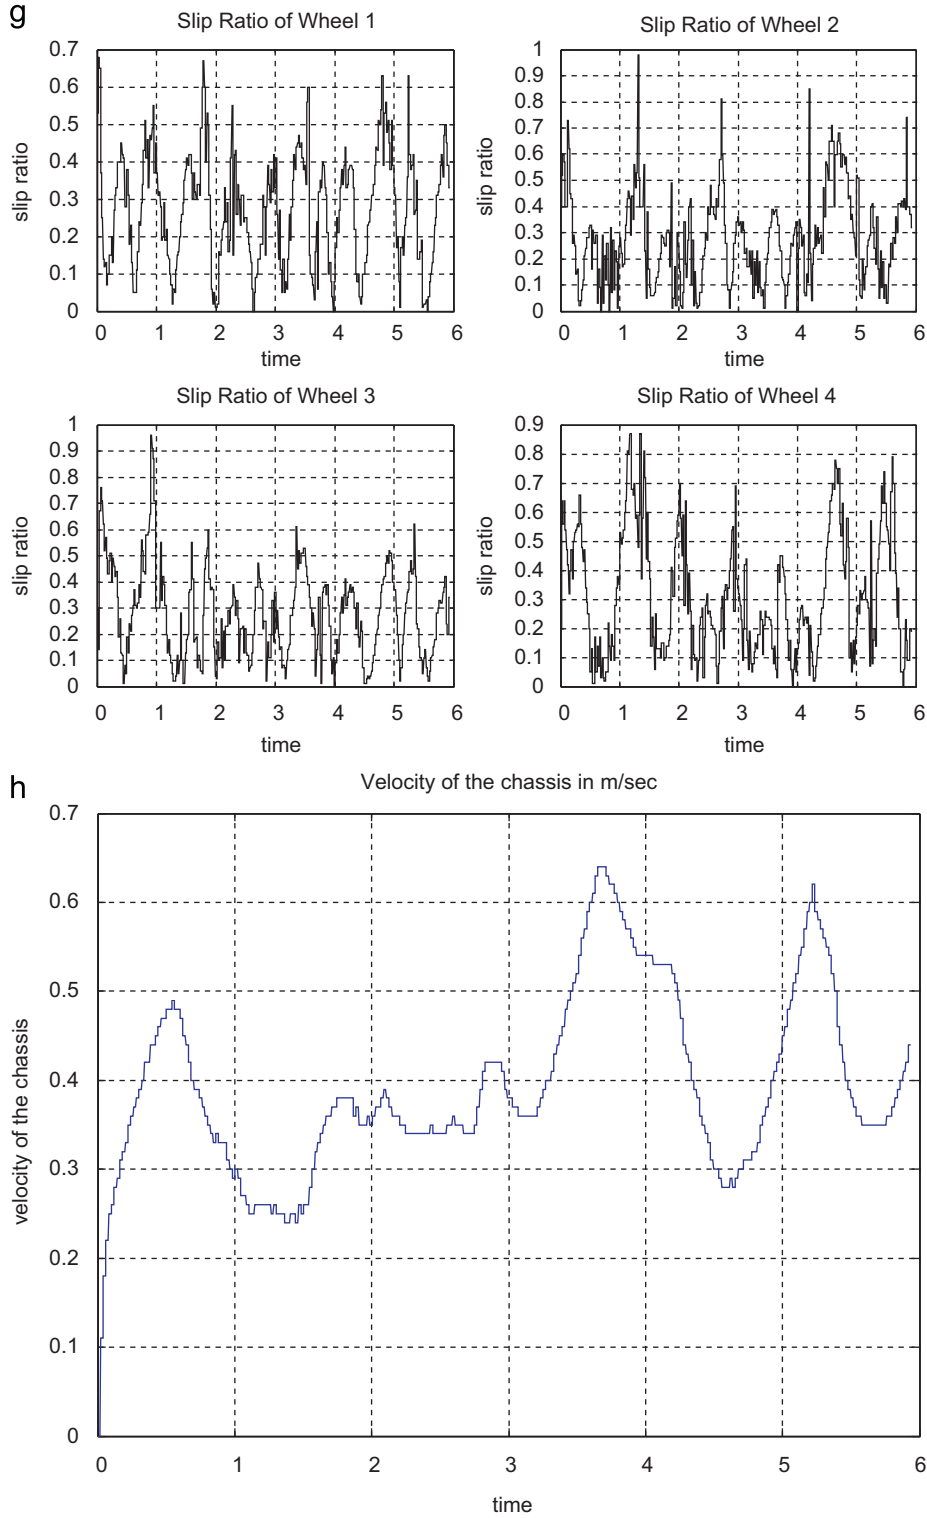 g
Slip Ratio of Wheel 1
0.7
0.6
0.5
0.4
0.3
0.2
0.1
0
slip ratio
0 1 2 3 4 5 6
time
Slip Ratio of Wheel 2
1
0.9
0.8
0.7
0.6
0.5
0.4
0.3
0.2
0.1
0
slip ratio
0 1 2 3 4 5 6
time
Slip Ratio of Wheel 3
1
0.9
0.8
0.7
0.6
0.5
0.4
0.3
0.2
0.1
0
slip ratio
0 1 2 3 4 5 6
time
Slip Ratio of Wheel 4
0.9
0.8
0.7
0.6
0.5
0.4
0.3
0.2
0.1
0
slip ratio
0 1 2 3 4 5 6
time
h
Velocity of the chassis in m/sec
0.7
0.6
0.5
0.4
0.3
0.2
0.1
0
velocity of the chassis
0 1 2 3 4 5 6
time